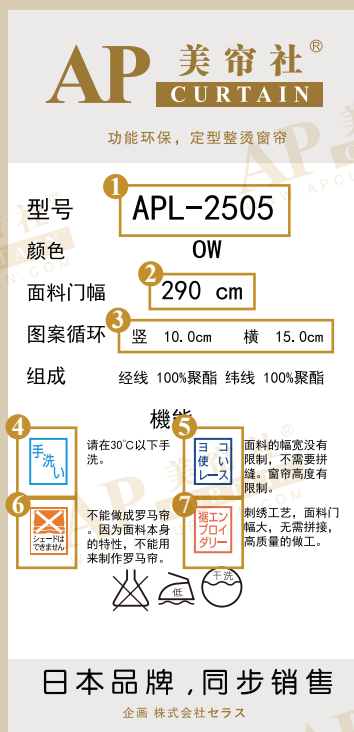 AP 美帘社®
CURTAIN
功能环保，定型整烫窗帘
1
型号 APL-2505
颜色 OW
2
面料门幅 290 cm
3
图案循环 竖 10.0cm 横 15.0cm
组成 经线 100%聚酯 纬线 100%聚酯
機能
4
手洗い
请在30℃以下手
洗。
5
ヨコ
使い
レース
面料的幅宽没有
限制，不需要拼
缝。窗帘高度有
限制。
6
シェードは
できません
不能做成罗马帘
。因为面料本身
的特性，不能用
来制作罗马帘。
7
裾エン
ブロイ
ダリー
刺绣工艺，面料门
幅大，无需拼接，
高质量的做工。
低
干洗
日本品牌,同步销售
企画 株式会社セラス